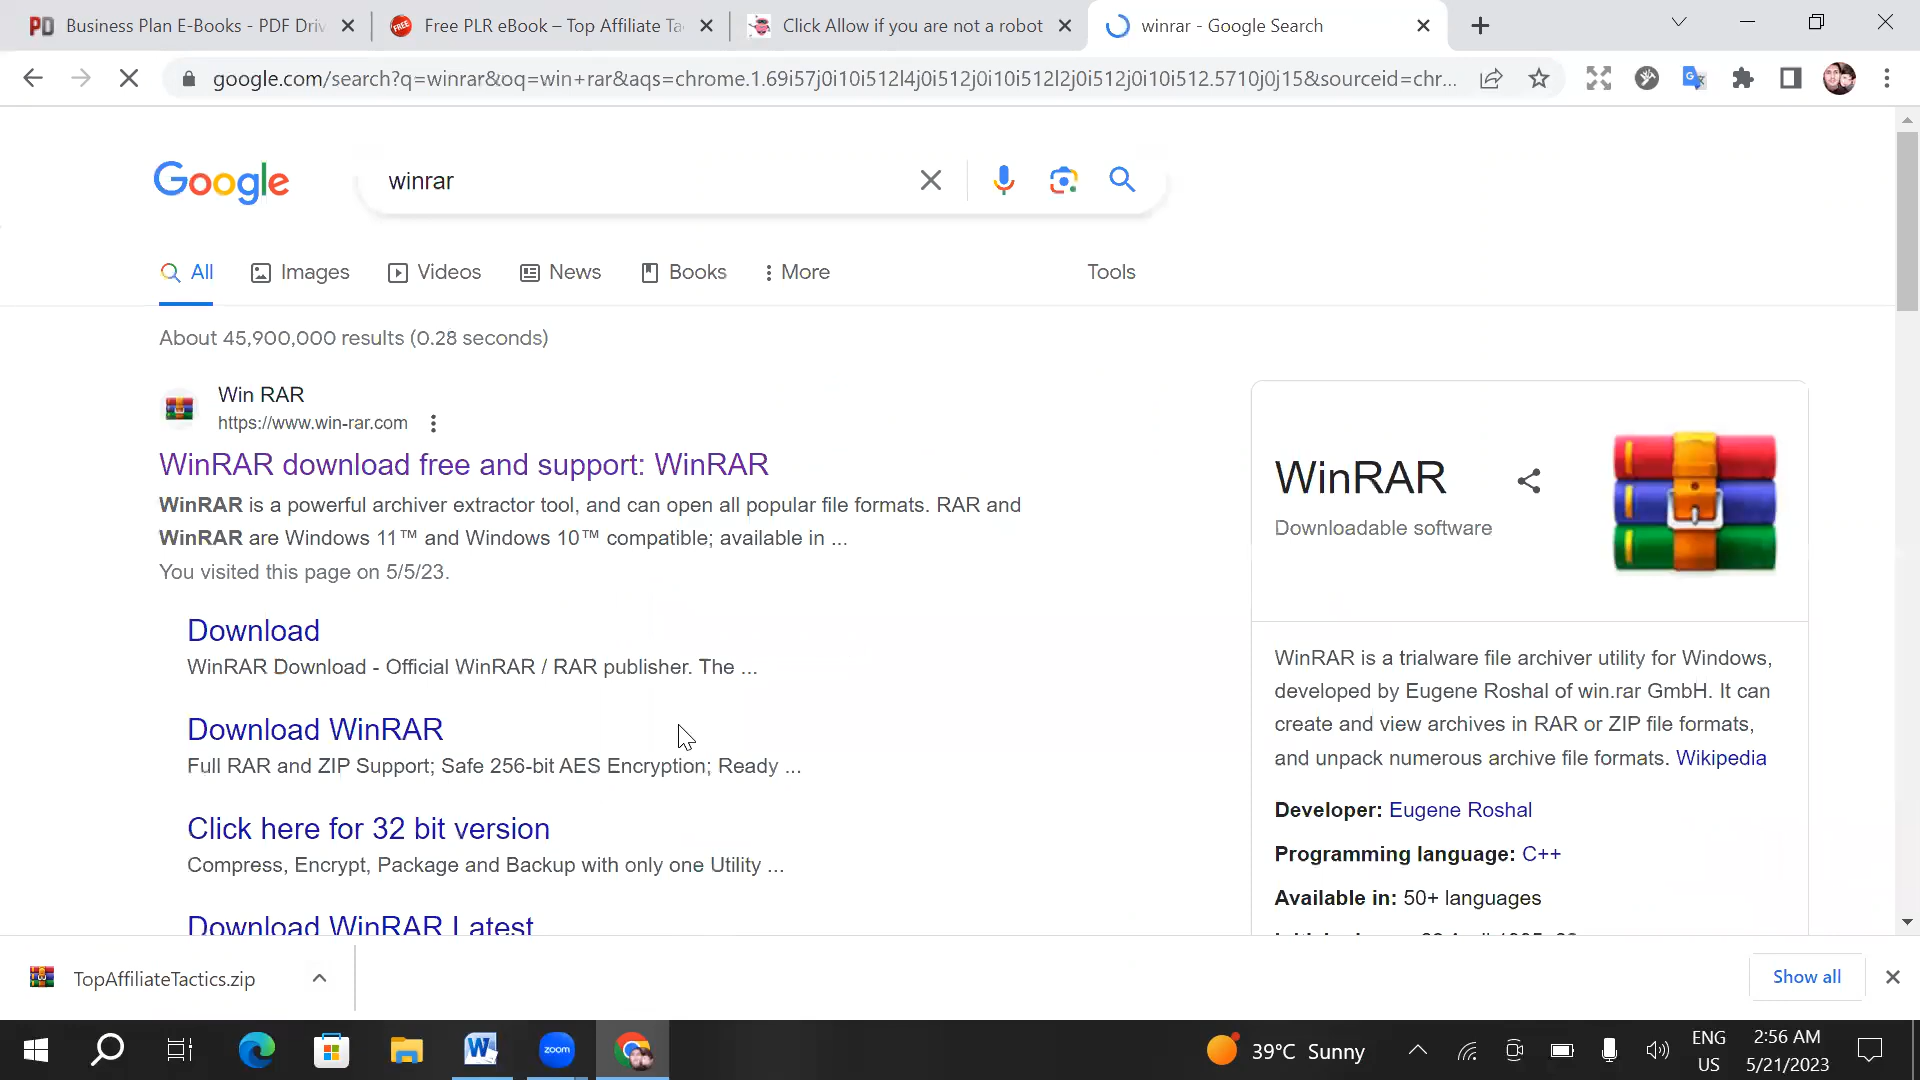 Business Plan E-Books - PDF Driv
Free PLR eBook – Top Affiliate Ta
Click Allow if you are not a robot
winrar - Google Search
google.com/search?q=winrar&oq=win+rar&aqs=chrome.1.69i57j0i10i512l4j0i512j0i10i512l2j0i512j0i10i512.5710j0j15&sourceid=chr...
Google
winrar
All
Images
Videos
News
Books
More
Tools
About 45,900,000 results (0.28 seconds)
Win RAR
https://www.win-rar.com
WinRAR download free and support: WinRAR
WinRAR is a powerful archiver extractor tool, and can open all popular file formats. RAR and
WinRAR are Windows 11™ and Windows 10™ compatible; available in ...
You visited this page on 5/5/23.
Download
WinRAR Download - Official WinRAR / RAR publisher. The ...
Download WinRAR
Full RAR and ZIP Support; Safe 256-bit AES Encryption; Ready ...
Click here for 32 bit version
Compress, Encrypt, Package and Backup with only one Utility ...
Download WinRAR Latest
WinRAR
Downloadable software
WinRAR is a trialware file archiver utility for Windows,
developed by Eugene Roshal of win.rar GmbH. It can
create and view archives in RAR or ZIP file formats,
and unpack numerous archive file formats. Wikipedia
Developer: Eugene Roshal
Programming language: C++
Available in: 50+ languages
TopAffiliateTactics.zip
Show all
39°C Sunny
ENG
US
2:56 AM
5/21/2023